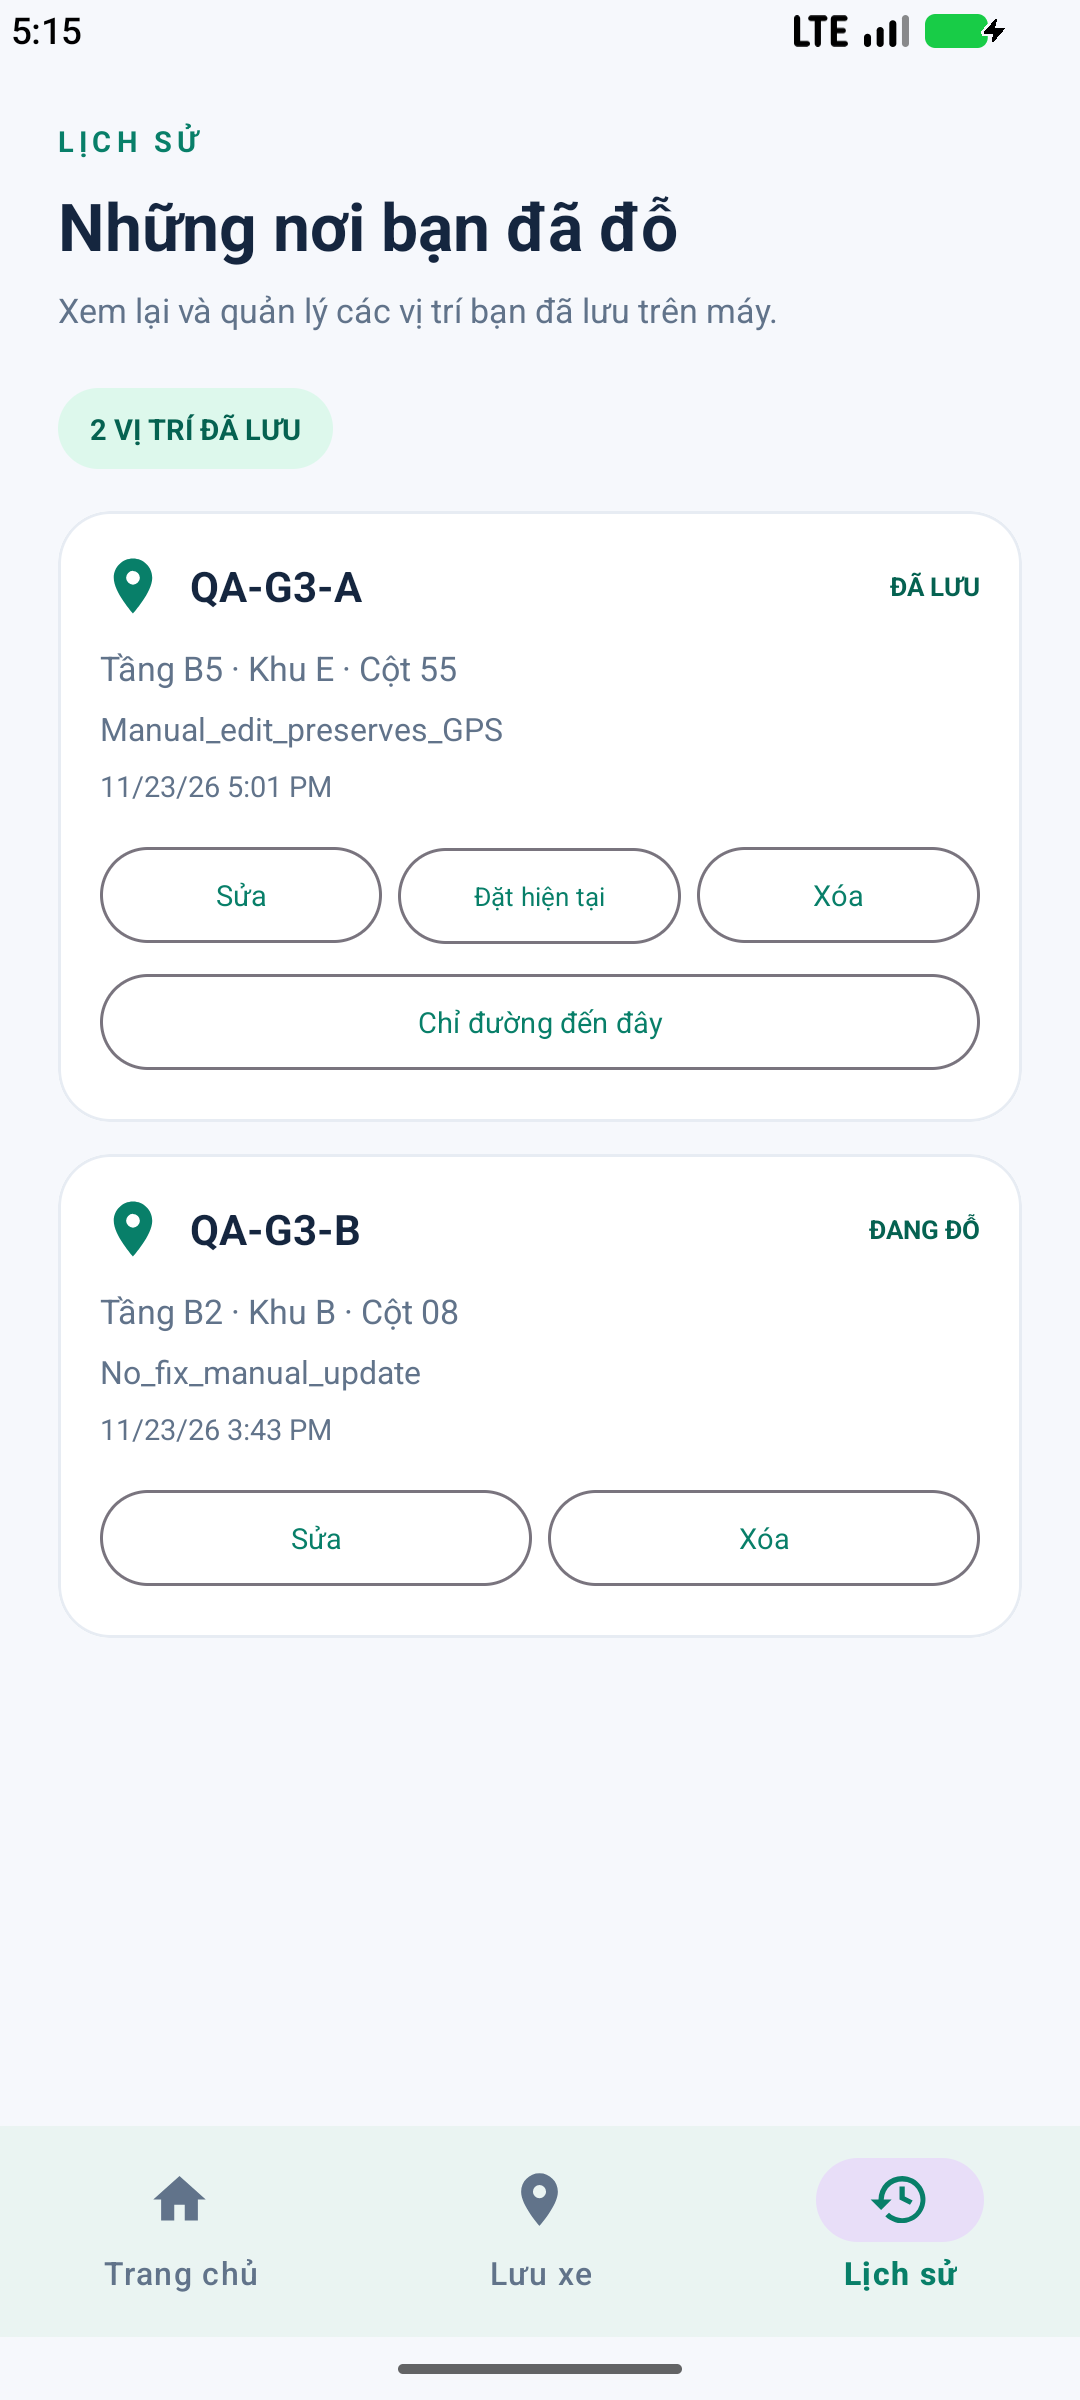 5:15 LTE
LỊCH SỬ
Những nơi bạn đã đỗ
Xem lại và quản lý các vị trí bạn đã lưu trên máy.
2 VỊ TRÍ ĐÃ LƯU
QA-G3-A ĐÃ LƯU
Tầng B5 · Khu E · Cột 55
Manual_edit_preserves_GPS
11/23/26 5:01 PM
Sửa Đặt hiện tại Xóa
Chỉ đường đến đây
QA-G3-B ĐANG ĐỖ
Tầng B2 · Khu B · Cột 08
No_fix_manual_update
11/23/26 3:43 PM
Sửa Xóa
Trang chủ Lưu xe Lịch sử